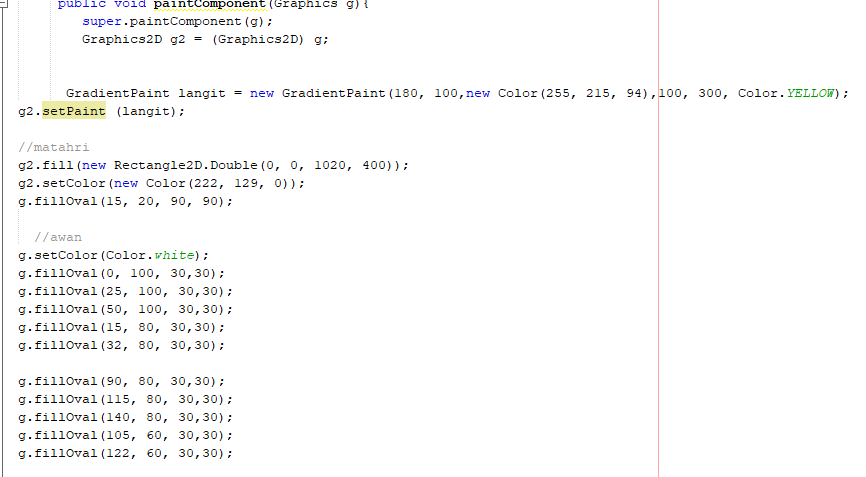 public void paintComponent(Graphics g){
super.paintComponent(g);
Graphics2D g2 = (Graphics2D) g;
GradientPaint langit = new GradientPaint(180, 100,new Color(255, 215, 94),100, 300, Color.YELLOW);
g2.setPaint (langit);
//matahri
g2.fill(new Rectangle2D.Double(0, 0, 1020, 400));
g2.setColor(new Color(222, 129, 0));
g.fillOval(15, 20, 90, 90);
//awan
g.setColor(Color.white);
g.fillOval(0, 100, 30,30);
g.fillOval(25, 100, 30,30);
g.fillOval(50, 100, 30,30);
g.fillOval(15, 80, 30,30);
g.fillOval(32, 80, 30,30);
g.fillOval(90, 80, 30,30);
g.fillOval(115, 80, 30,30);
g.fillOval(140, 80, 30,30);
g.fillOval(105, 60, 30,30);
g.fillOval(122, 60, 30,30);